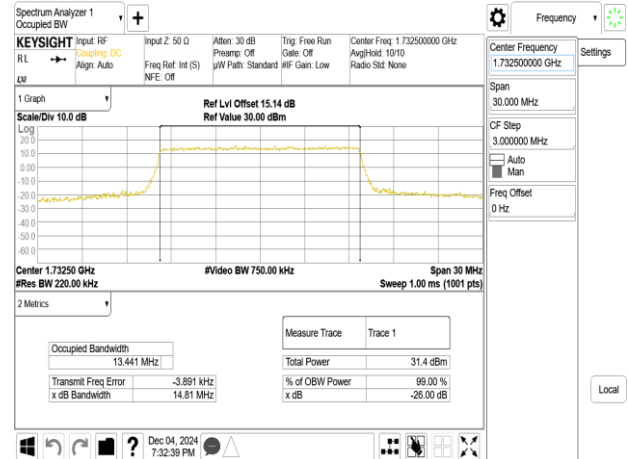 Spectrum Analyzer 1
Occupied BW
Frequency
KEYSIGHT
RL
LXI
Input: RF
Coupling: DC
Align: Auto
Input Z: 50 Ω
Freq Ref: Int (S)
NFE: Off
Atten: 30 dB
Preamp: Off
µW Path: Standard
Trig: Free Run
Gate: Off
#IF Gain: Low
Center Freq: 1.732500000 GHz
Avg|Hold: 10/10
Radio Std: None
Center Frequency
1.732500000 GHz
Settings
Span
30.000 MHz
CF Step
3.000000 MHz
Auto
Man
Freq Offset
0 Hz
1 Graph
Scale/Div 10.0 dB
Ref Lvl Offset 15.14 dB
Ref Value 30.00 dBm
Log
20.0
10.0
0.00
-10.0
-20.0
-30.0
-40.0
-50.0
-60.0
Center 1.73250 GHz
#Video BW 750.00 kHz
Span 30 MHz
#Res BW 220.00 kHz
Sweep 1.00 ms (1001 pts)
2 Metrics
Measure Trace
Trace 1
Occupied Bandwidth
13.441 MHz
Total Power
31.4 dBm
Transmit Freq Error
-3.891 kHz
% of OBW Power
99.00 %
x dB Bandwidth
14.81 MHz
x dB
-26.00 dB
Local
?
Dec 04, 2024
7:32:39 PM